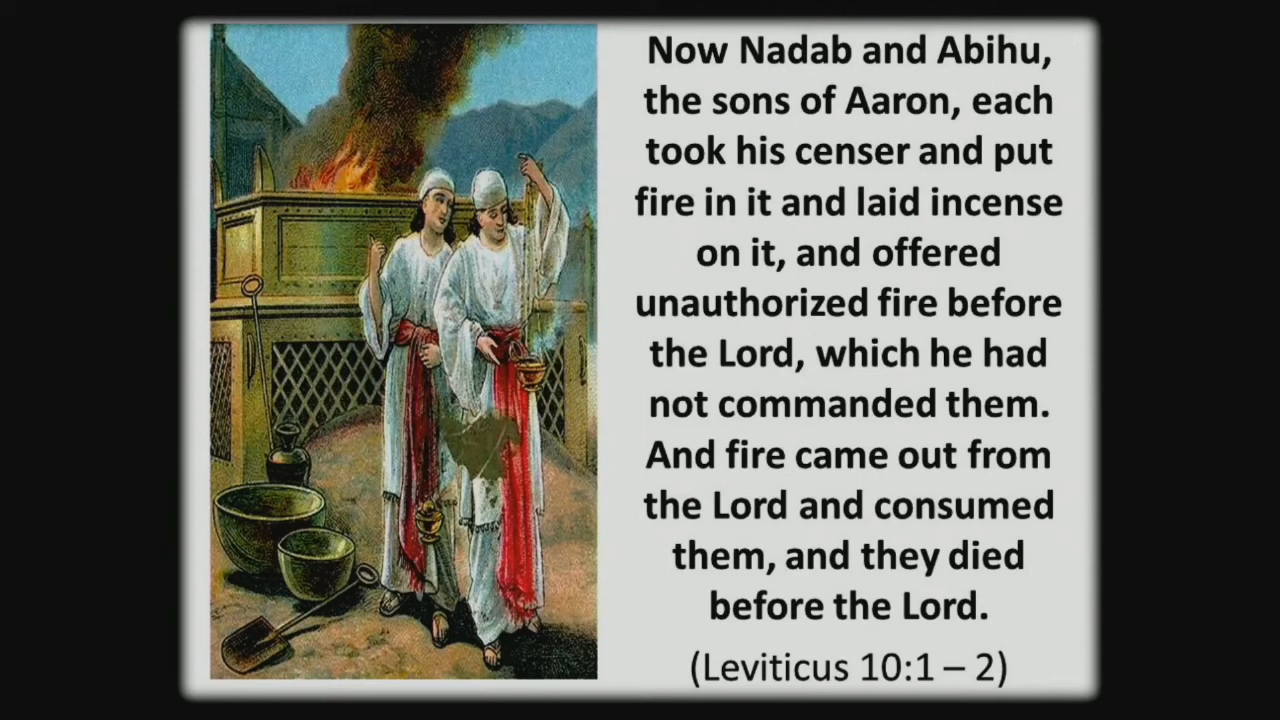 Now Nadab and Abihu,
the sons of Aaron, each
took his censer and put
fire in it and laid incense
on it, and offered
unauthorized fire before
the Lord, which he had
not commanded them.
And fire came out from
the Lord and consumed
them, and they died
before the Lord.
(Leviticus 10:1 – 2)